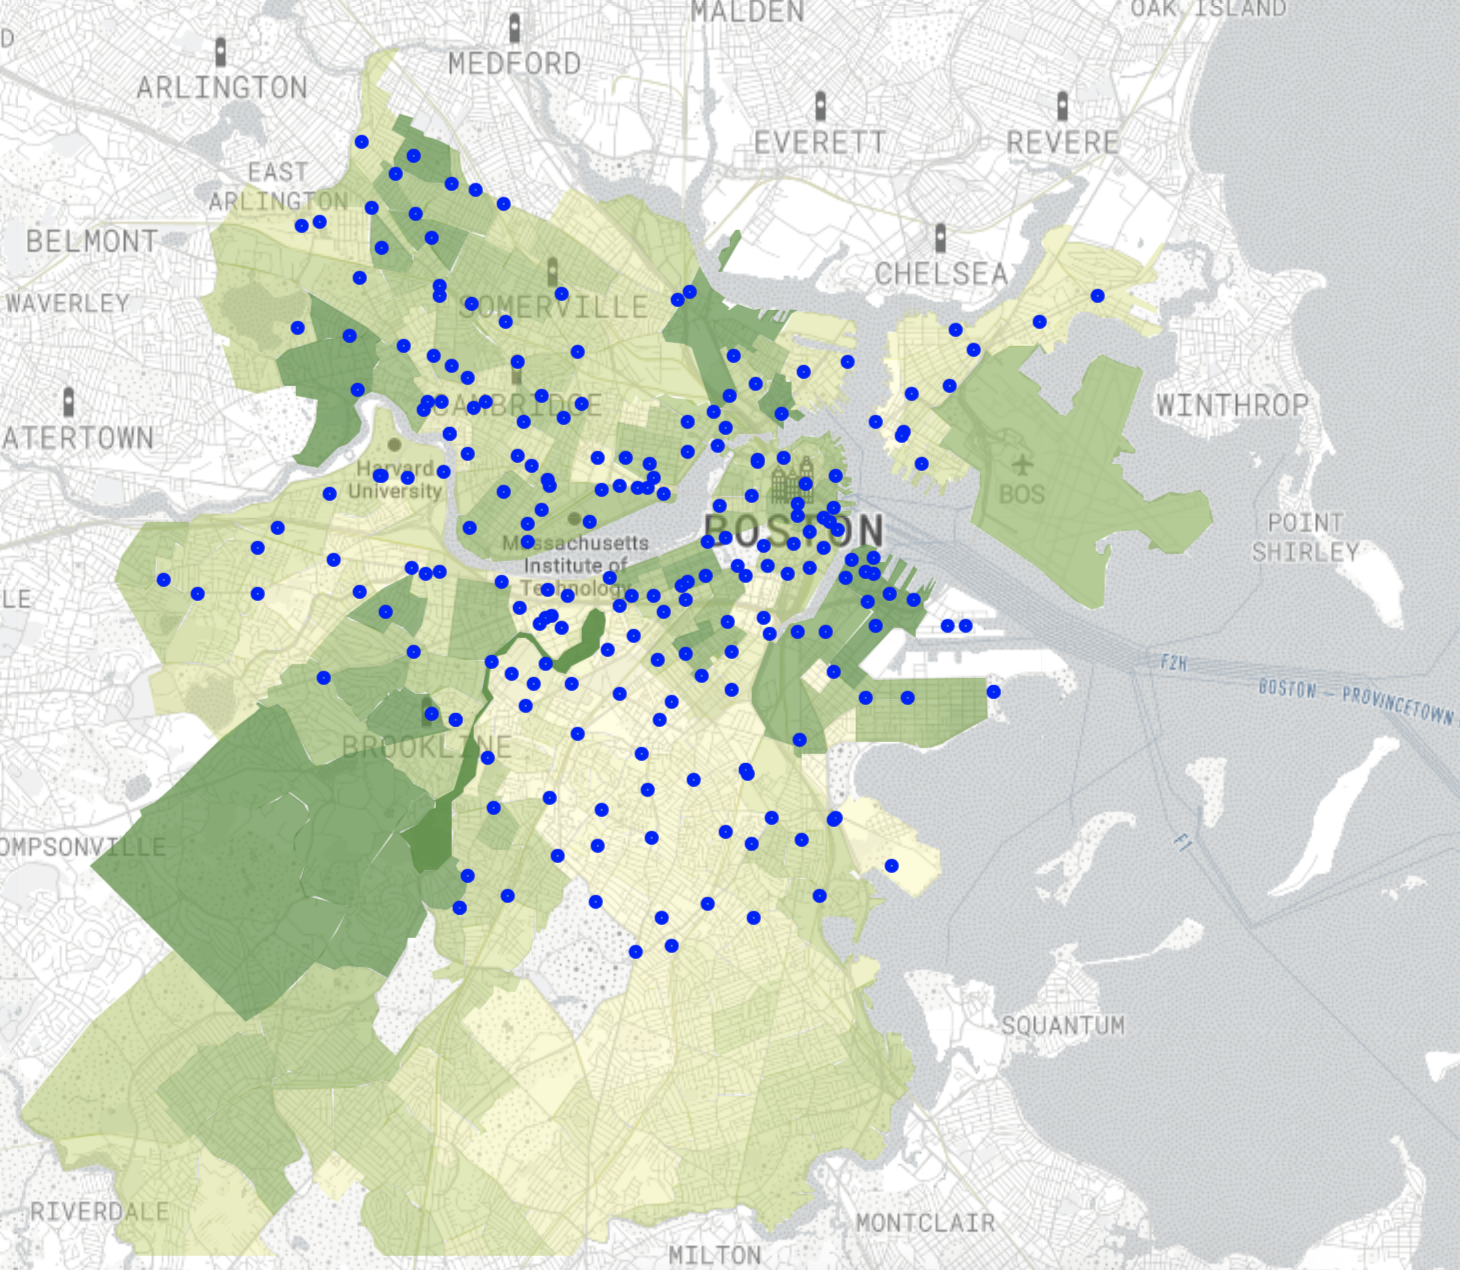 MALDEN
OAK ISLAND
D
MEDFORD
ARLINGTON
EVERETT
REVERE
EAST
ARLINGTON
BELMONT
CHELSEA
WAVERLEY
SOMERVILLE
CAMBRIDGE
WINTHROP
ATERTOWN
Harvard
University
BOS
BOSTON
POINT
SHIRLEY
Massachusetts
Institute of
Technology
LE
F2H
BOSTON – PROVINCETOWN
BROOKLINE
OMPSONVILLE
F1
SQUANTUM
RIVERDALE
MONTCLAIR
MILTON